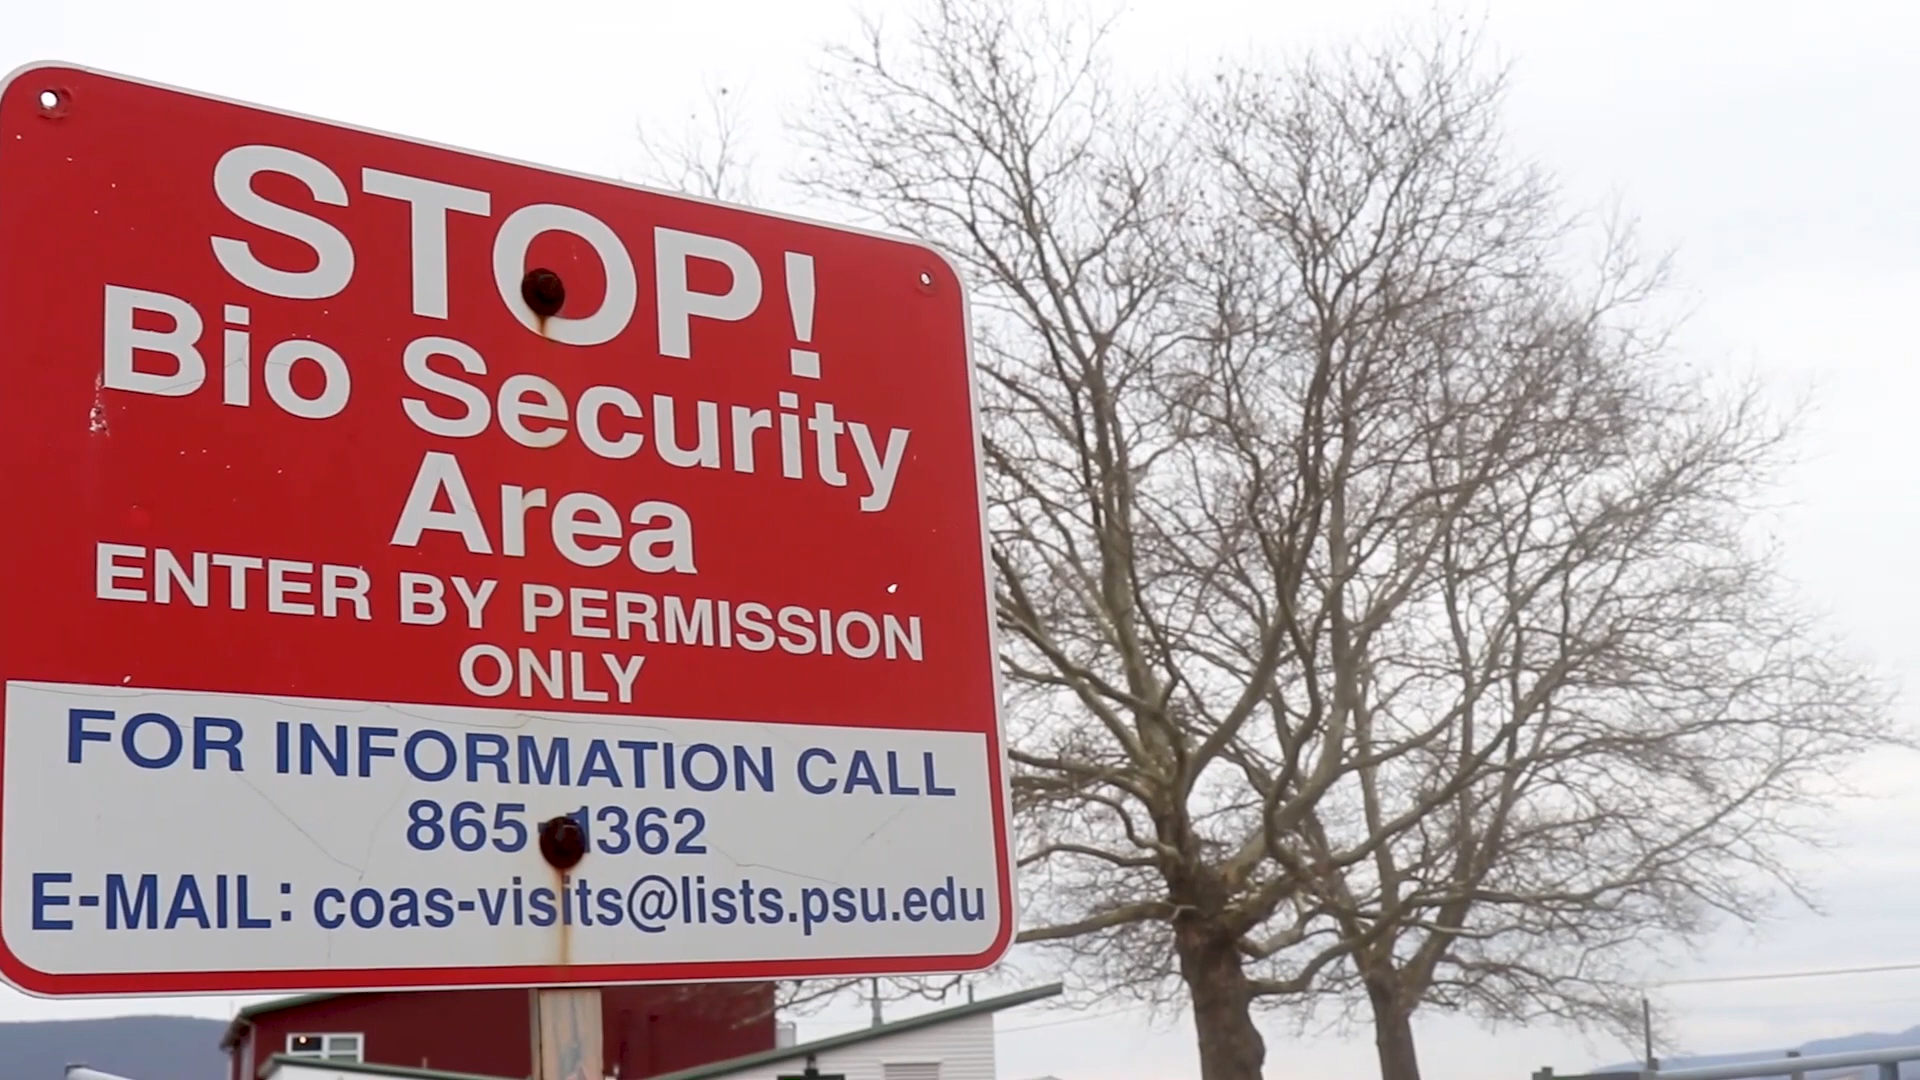 STOP!
Bio Security
Area
ENTER BY PERMISSION
ONLY
FOR INFORMATION CALL
865-1362
E-MAIL: coas-visits@lists.psu.edu